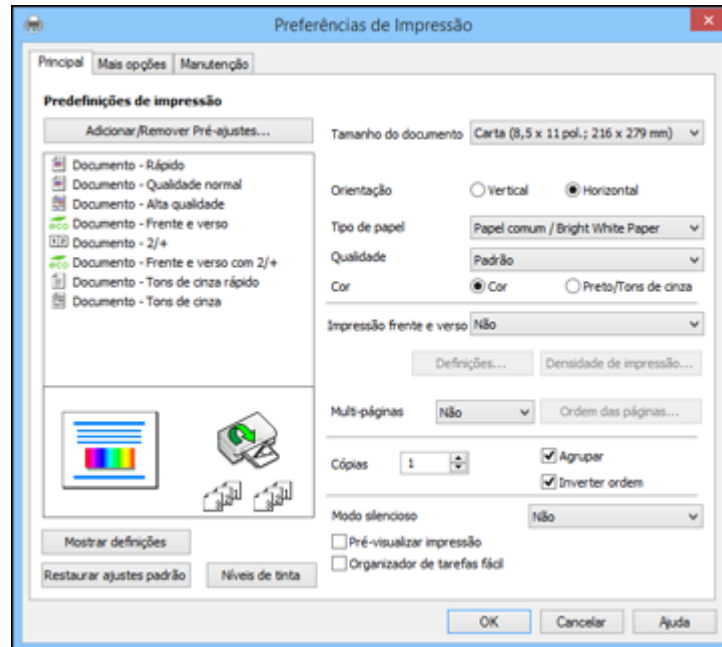 Preferências de Impressão
Principal Mais opções Manutenção
Predefinições de impressão
Adicionar/Remover Pré-ajustes...
Documento - Rápido
Documento - Qualidade normal
Documento - Alta qualidade
Documento - Frente e verso
Documento - 2/+
Documento - Frente e verso com 2/+
Documento - Tons de cinza rápido
Documento - Tons de cinza
Mostrar definições
Restaurar ajustes padrão Níveis de tinta
Tamanho do documento Carta (8,5 x 11 pol.; 216 x 279 mm)
Orientação Vertical Horizontal
Tipo de papel Papel comum / Bright White Paper
Qualidade Padrão
Cor Cor Preto/Tons de cinza
Impressão frente e verso Não
Definições... Densidade de impressão...
Multi-páginas Não Ordem das páginas...
Cópias 1 Agrupar
Inverter ordem
Modo silencioso Não
Pré-visualizar impressão
Organizador de tarefas fácil
OK Cancelar Ajuda